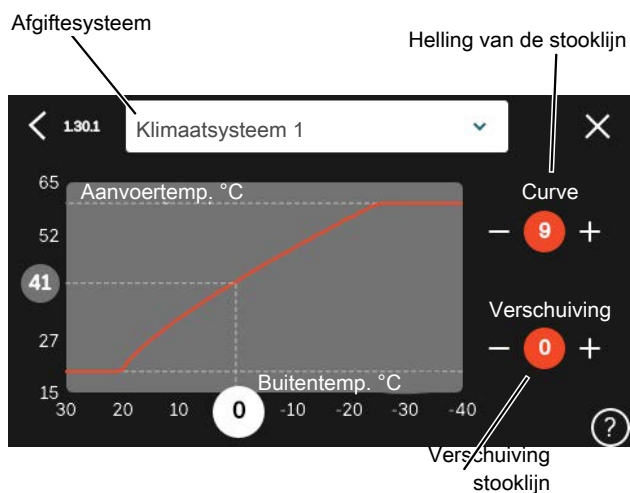 Afgiftesysteem
Helling van de stooklijn
1.30.1
Klimaatsysteem 1
65
Aanvoertemp. °C
Curve
52
9
41
Verschuiving
27
0
Buitentemp. °C
15
30 20 10 0 -10 -20 -30 -40
?
Verschuiving
stooklijn